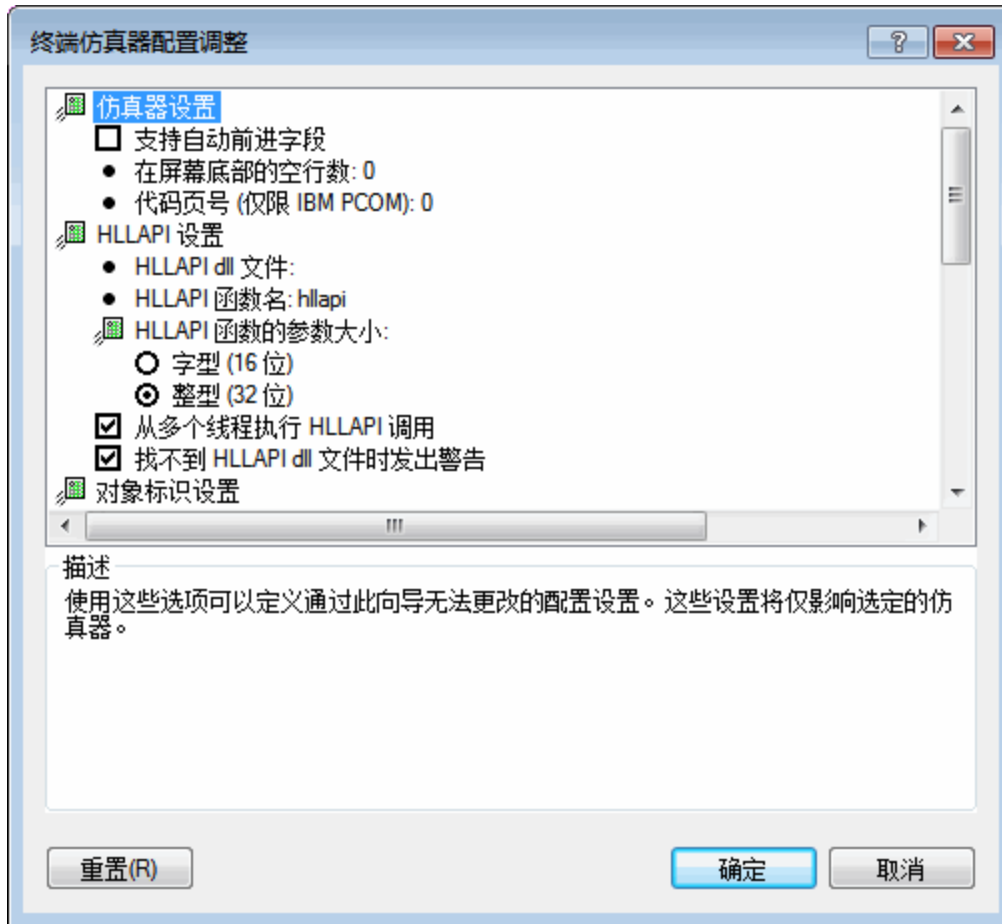 终端仿真器配置调整
仿真器设置
支持自动前进字段
在屏幕底部的空行数: 0
代码页号 (仅限 IBM PCOM): 0
HLLAPI 设置
HLLAPI dll 文件:
HLLAPI 函数名: hllapi
HLLAPI 函数的参数大小:
字型 (16 位)
整型 (32 位)
从多个线程执行 HLLAPI 调用
找不到 HLLAPI dll 文件时发出警告
对象标识设置
描述
使用这些选项可以定义通过此向导无法更改的配置设置。这些设置将仅影响选定的仿
真器。
重置(R)
确定
取消